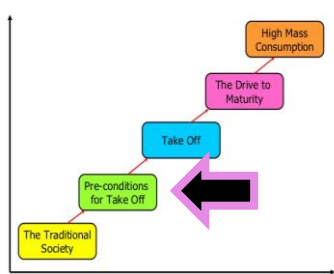 High Mass
Consumption
The Drive to
Maturity
Take Off
Pre-conditions
for Take Off
The Traditional
Society